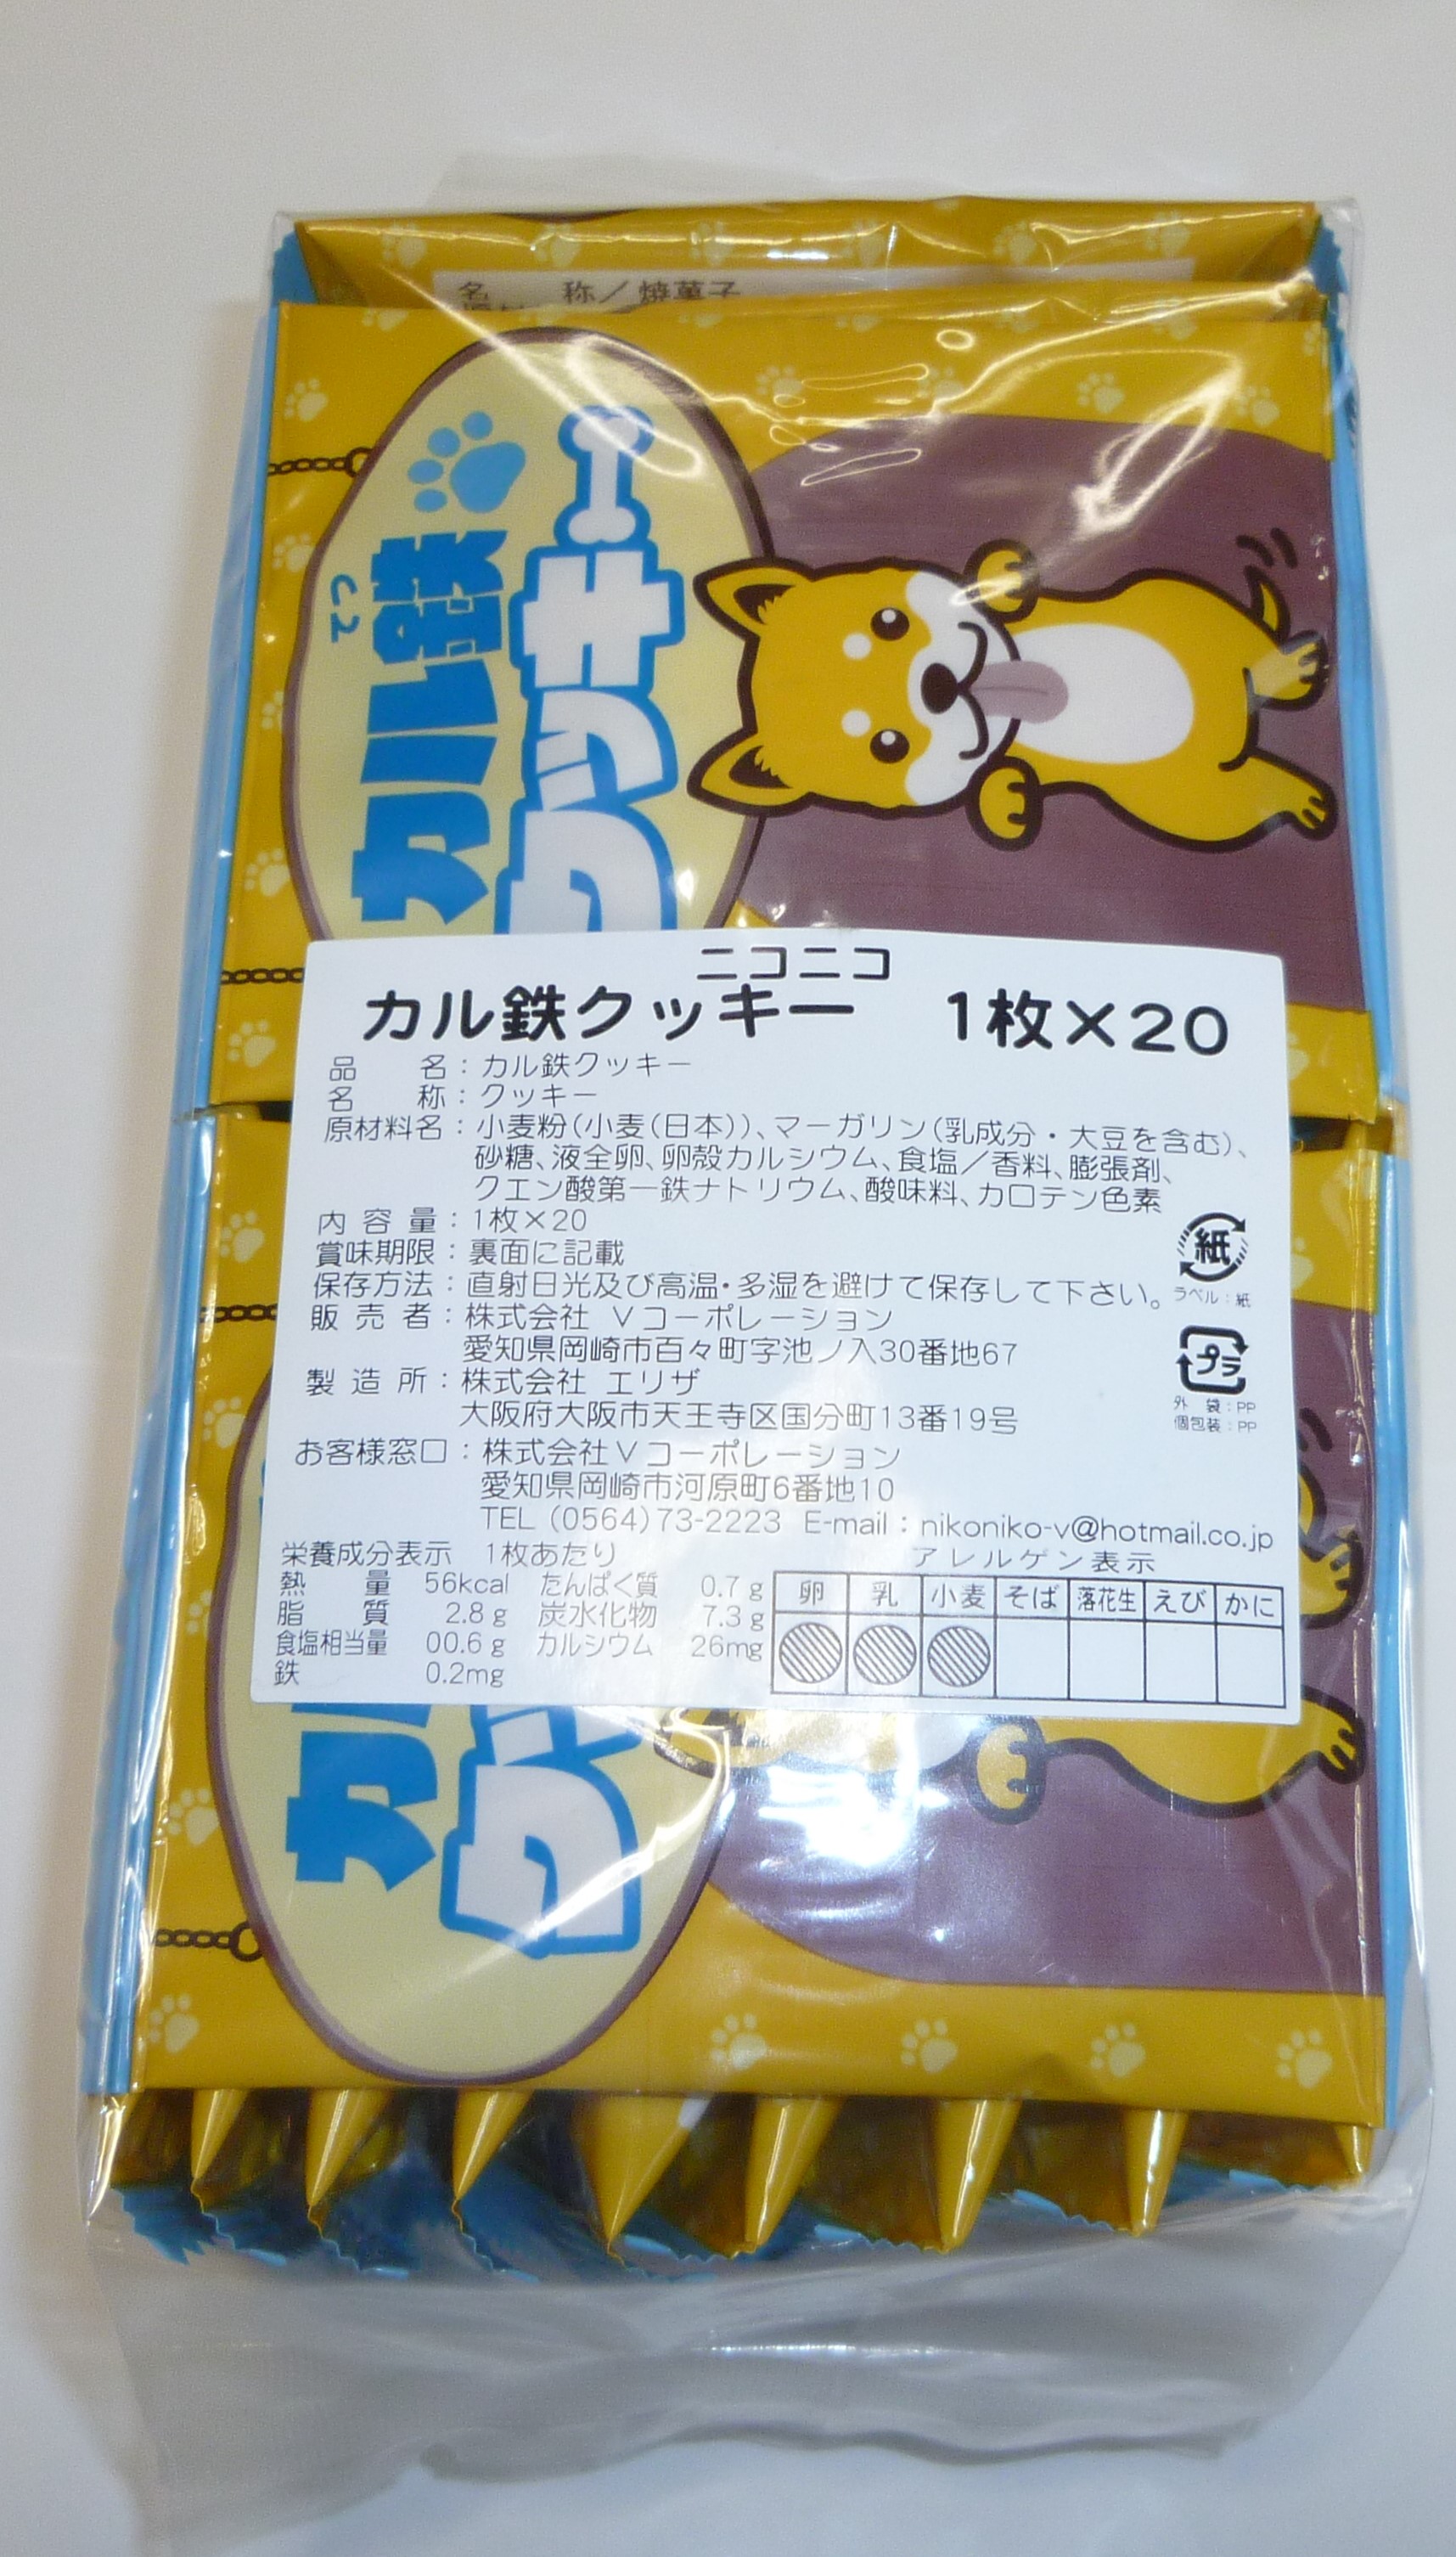 名 称／焼菓子
カル鉄
クッキー
C2
ニコニコ
カル鉄クッキー 1枚×20
品 名：カル鉄クッキー
名 称：クッキー
原材料名：小麦粉(小麦(日本))、マーガリン(乳成分・大豆を含む)、
砂糖、液全卵、卵殻カルシウム、食塩／香料、膨張剤、
クエン酸第一鉄ナトリウム、酸味料、カロテン色素
内容量：1枚×20
賞味期限：裏面に記載
保存方法：直射日光及び高温・多湿を避けて保存して下さい。
販売者：株式会社 Vコーポレーション
愛知県岡崎市百々町字池ノ入30番地67
製造所：株式会社 エリザ
大阪府大阪市天王寺区国分町13番19号
お客様窓口：株式会社Vコーポレーション
愛知県岡崎市河原町6番地10
TEL (0564)73-2223 E-mail：nikoniko-v@hotmail.co.jp
紙
ラベル：紙
プラ
外 袋：PP
個包装：PP
栄養成分表示 1枚あたり
熱 量 56kcal たんぱく質 0.7g
脂 質 2.8g 炭水化物 7.3g
食塩相当量 00.6g カルシウム 26mg
鉄 0.2mg
アレルゲン表示
卵 乳 小麦 そば 落花生 えび かに
カル
クッ